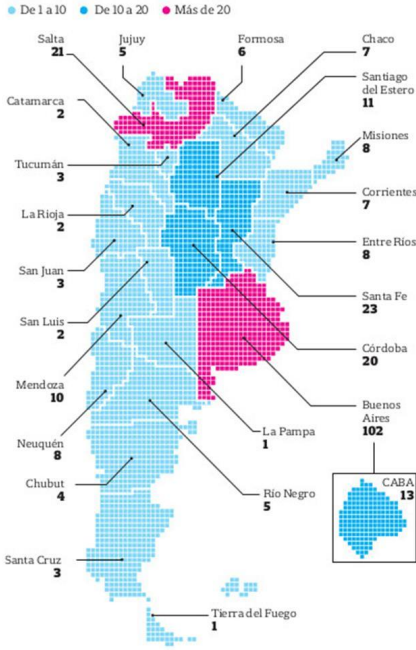 De 1 a 10 De 10 a 20 Más de 20
Salta
21
Jujuy
5
Formosa
6
Chaco
7
Santiago
del Estero
11
Catamarca
2
Misiones
8
Tucumán
3
Corrientes
7
La Rioja
2
Entre Ríos
8
San Juan
3
Santa Fe
23
San Luis
2
Córdoba
20
Mendoza
10
Buenos
Aires
102
La Pampa
1
Neuquén
8
CABA
13
Chubut
4
Río Negro
5
Santa Cruz
3
Tierra del Fuego
1